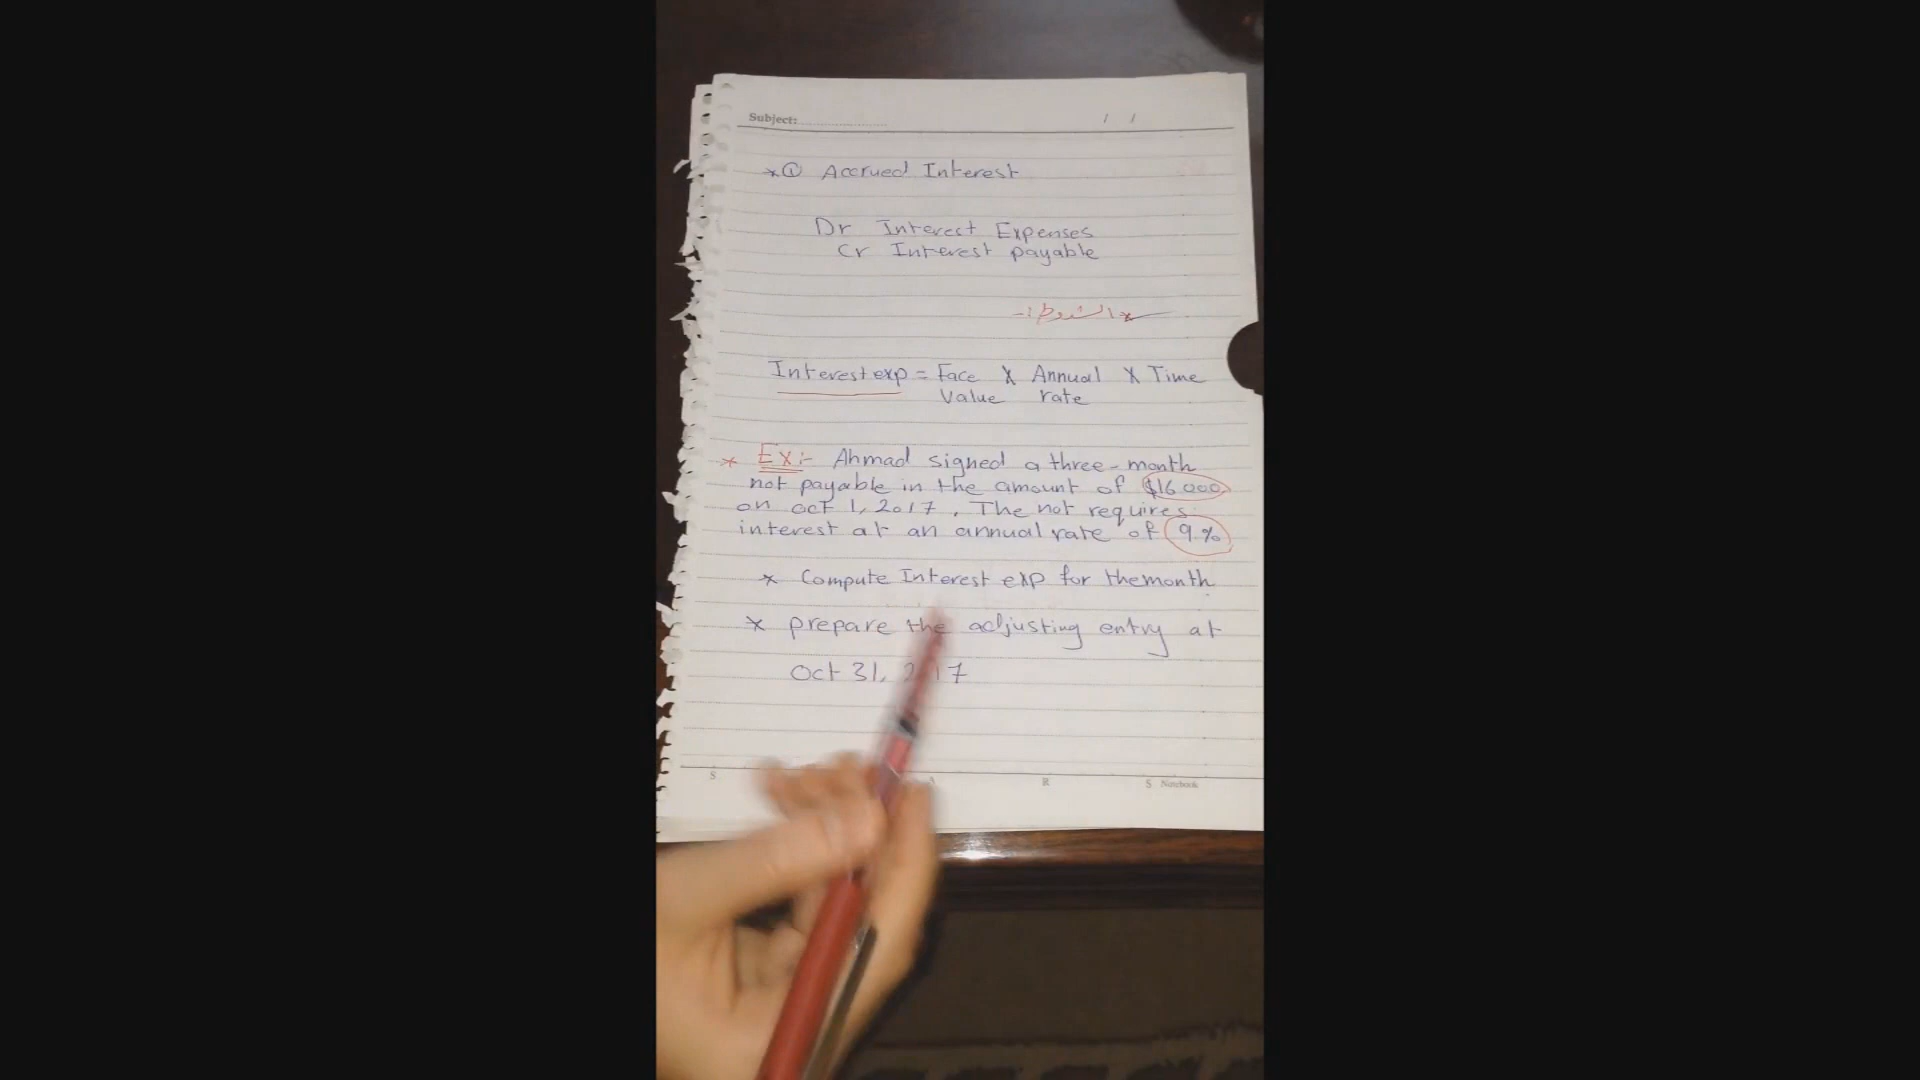 Subject:................... / /
*① Accrued Interest
Dr Interest Expenses
Cr Interest payable
* الشروط :-
Interest exp = Face X Annual X Time
Value rate
* Ex:- Ahmad signed a three-month
not payable in the amount of $16.000
on oct 1, 2017. The not requires
interest at an annual rate of 9%
* Compute Interest exp for the month
* prepare the adjusting entry at
Oct 31, 2017
S A R S Notebook